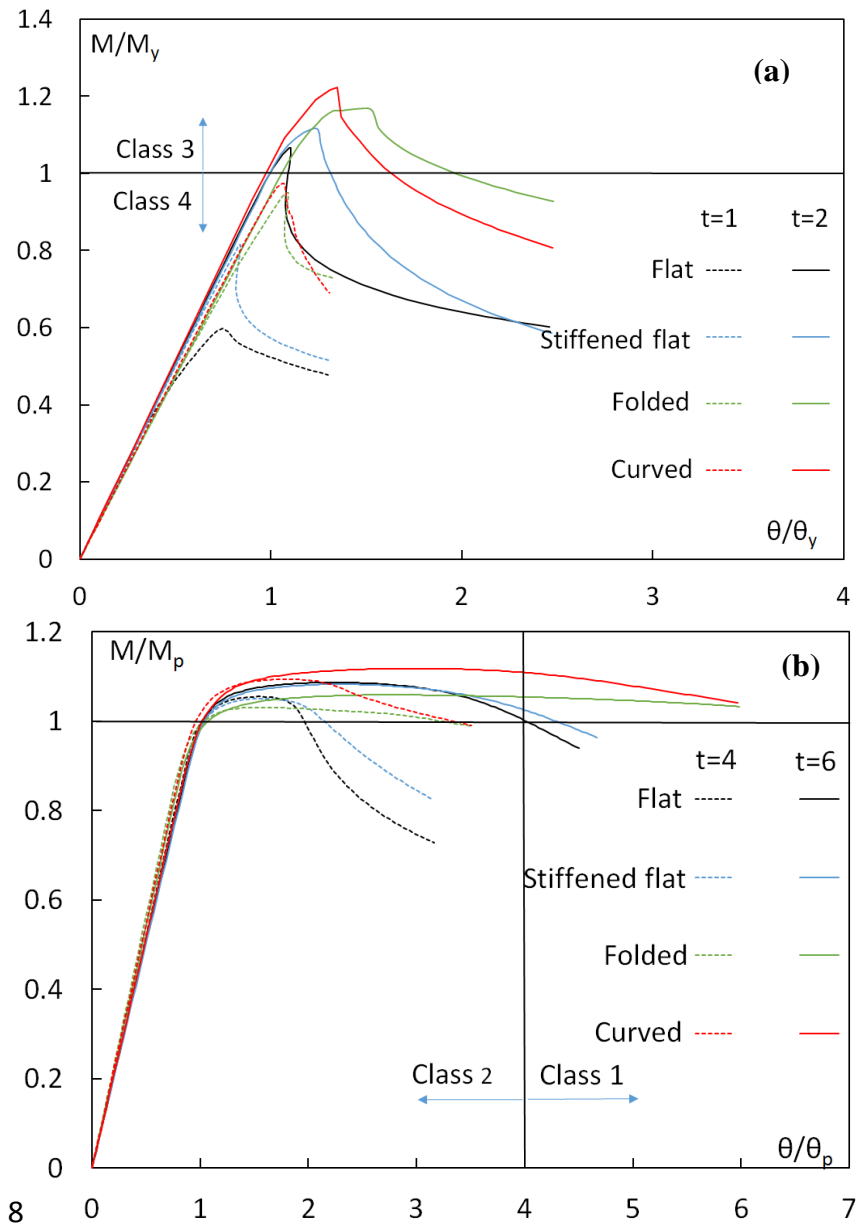 1.4
M/My
(a)
1.2
Class 3
1
Class 4
t=1 t=2
0.8
Flat
0.6
Stiffened flat
0.4
Folded
0.2
Curved
θ/θy
0
0 1 2 3 4
1.2
M/Mp
(b)
1
t=4 t=6
0.8
Flat
0.6
Stiffened flat
0.4
Folded
Curved
0.2
Class 2 Class 1
θ/θp
0
0 1 2 3 4 5 6 7
8